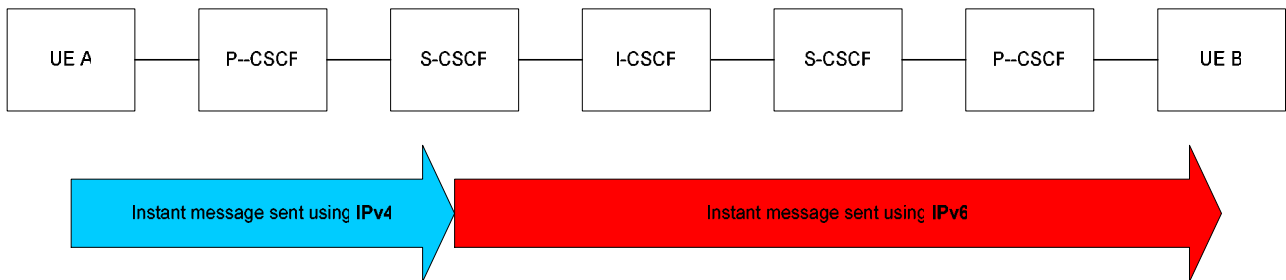 UE A
P--CSCF
S-CSCF
I-CSCF
S-CSCF
P--CSCF
UE B
Instant message sent using IPv4
Instant message sent using IPv6